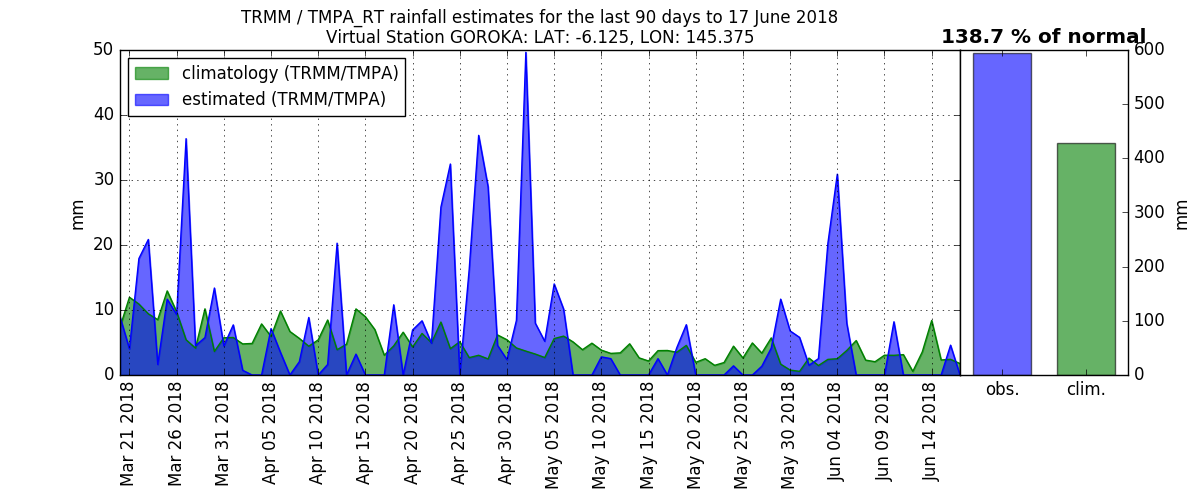 TRMM / TMPA_RT rainfall estimates for the last 90 days to 17 June 2018
Virtual Station GOROKA: LAT: -6.125, LON: 145.375
138.7 % of normal
climatology (TRMM/TMPA)
estimated (TRMM/TMPA)
50
40
30
20
10
0
mm
Mar 21 2018
Mar 26 2018
Mar 31 2018
Apr 05 2018
Apr 10 2018
Apr 15 2018
Apr 20 2018
Apr 25 2018
Apr 30 2018
May 05 2018
May 10 2018
May 15 2018
May 20 2018
May 25 2018
May 30 2018
Jun 04 2018
Jun 09 2018
Jun 14 2018
obs.
clim.
600
500
400
300
200
100
0
mm